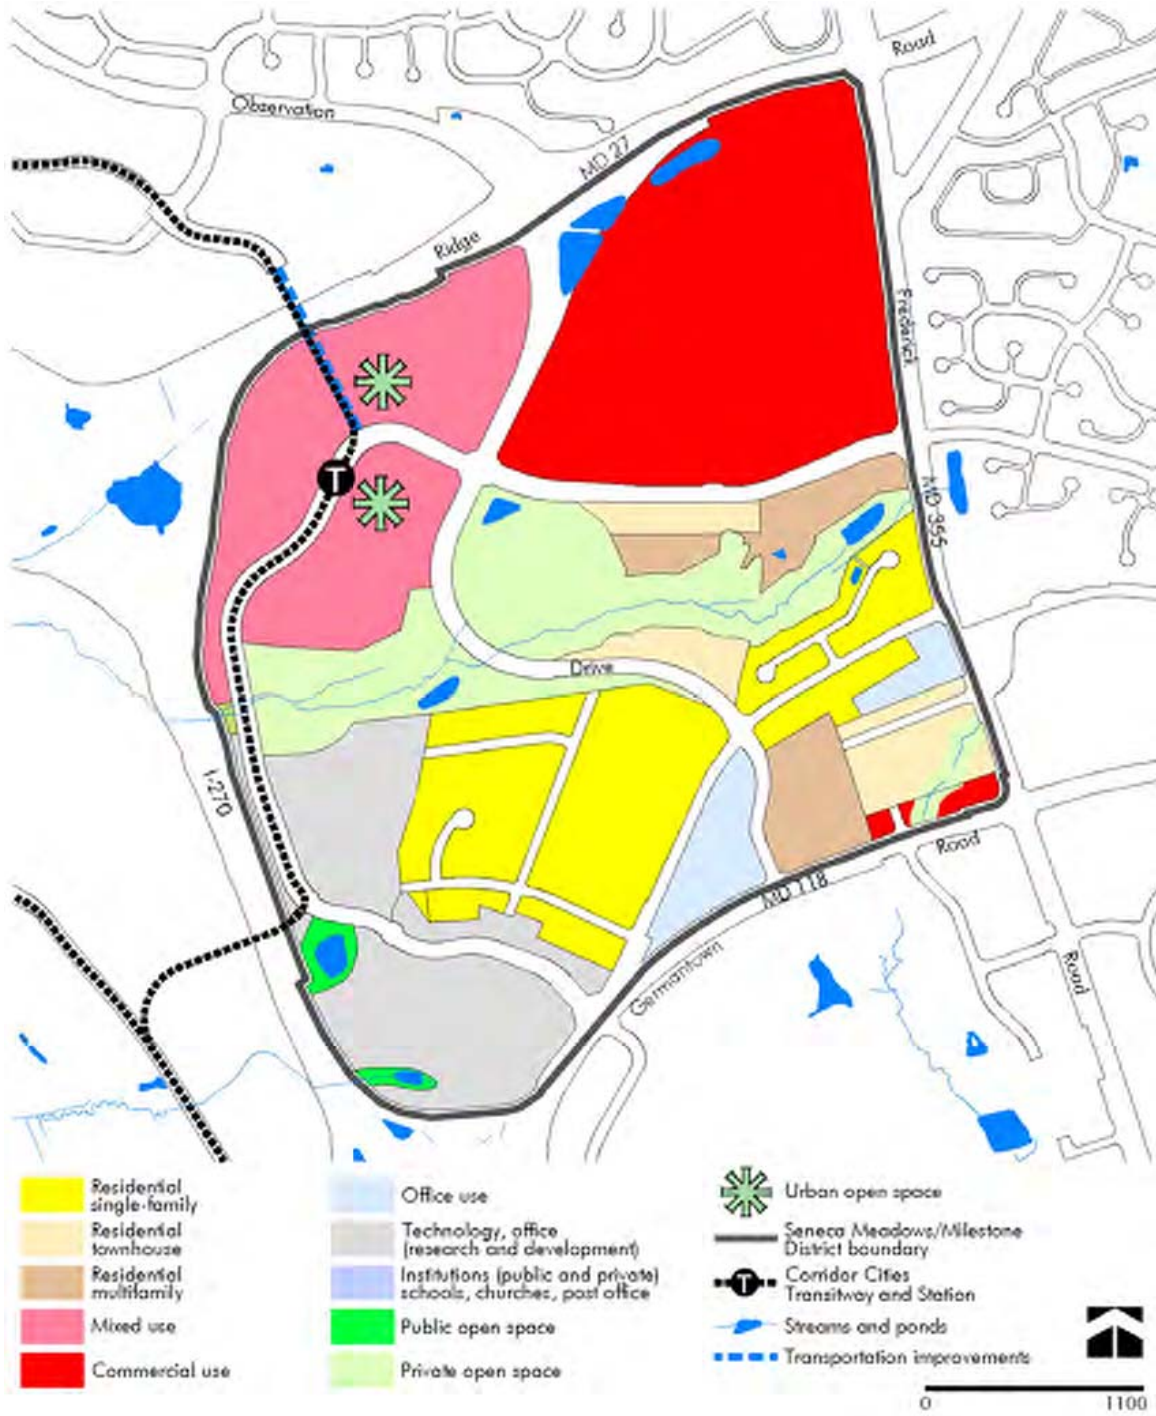 Road
Observation
MD 27
Ridge
Frederick
T
MD 355
Drive
I-270
Road
MD 118
Germantown
Road
Residential
single-family
Residential
townhouse
Residential
multifamily
Mixed use
Commercial use
Office use
Technology, office
(research and development)
Institutions (public and private)
schools, churches, post office
Public open space
Private open space
Urban open space
Seneca Meadows/Milestone
District boundary
T
Corridor Cities
Transitway and Station
Streams and ponds
Transportation improvements
0
1100